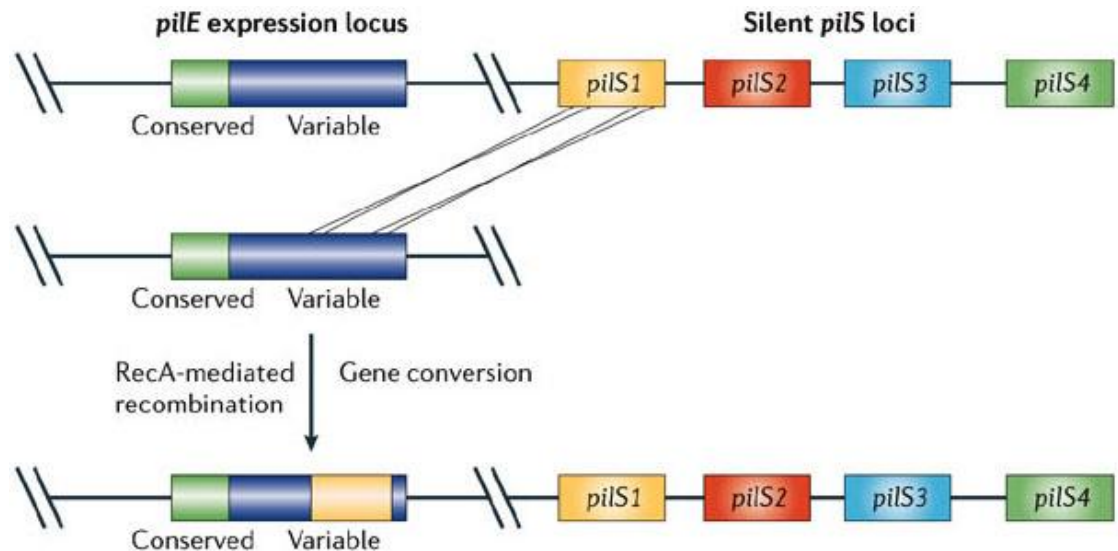 pilE expression locus
Silent pilS loci
pilS1
pilS2
pilS3
pilS4
Conserved
Variable
Conserved
Variable
RecA-mediated
recombination
Gene conversion
pilS1
pilS2
pilS3
pilS4
Conserved
Variable